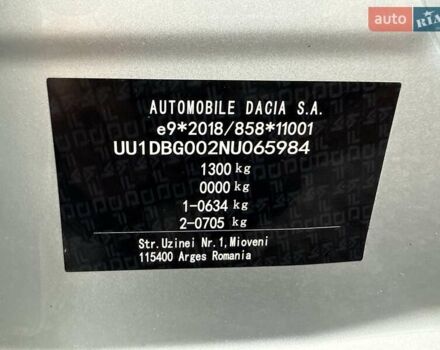 auto RIA
AUTOMOBILE DACIA S.A.
e9*2018/858*11001
UU1DBG002NU065984
1300 kg
0000 kg
1-0634 kg
2-0705 kg
Str.Uzinei Nr.1,Mioveni
115400 Arges Romania